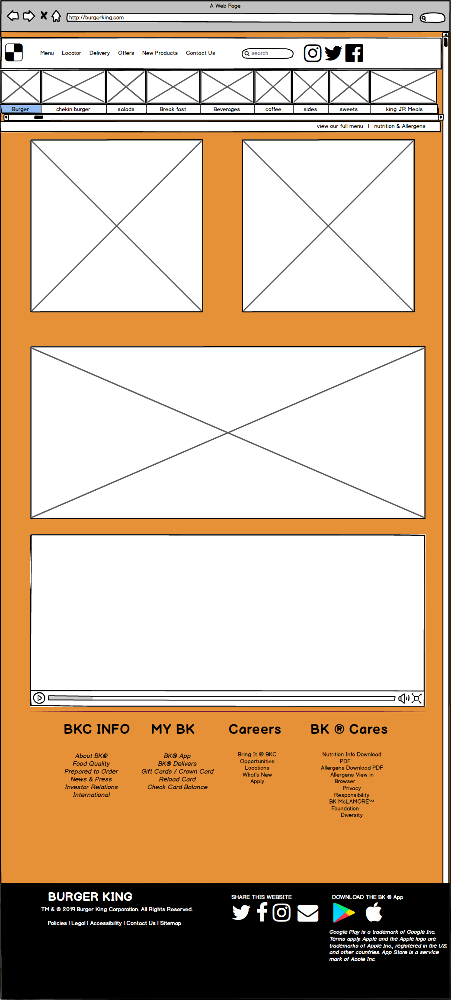 A Web Page
http://burgerking.com
Menu Locator Delivery Offers New Products Contact Us search
Burger chekin burger salads Break fast Beverages coffee sides sweets king JR Meals
view our full menu | nutrition & Allergens
BKC INFO
About BK®
Food Quality
Prepared to Order
News & Press
Investor Relations
International
MY BK
BK® App
BK® Delivers
Gift Cards / Crown Card
Reload Card
Check Card Balance
Careers
Bring It @ BKC
Opportunities
Locations
What's New
Apply
BK ® Cares
Nutrition Info Download
PDF
Allergens Download PDF
Allergens View in
Browser
Privacy
Responsibility
BK McLAMORE℠
Foundation
Diversity
BURGER KING
TM & © 2019 Burger King Corporation. All Rights Reserved.
Policies | Legal | Accessibility | Contact Us | Sitemap
SHARE THIS WEBSITE
DOWNLOAD THE BK ® App
Google Play is a trademark of Google Inc.
Terms apply. Apple and the Apple logo are
trademarks of Apple Inc., registered in the U.S.
and other countries. App Store is a service
mark of Apple Inc.